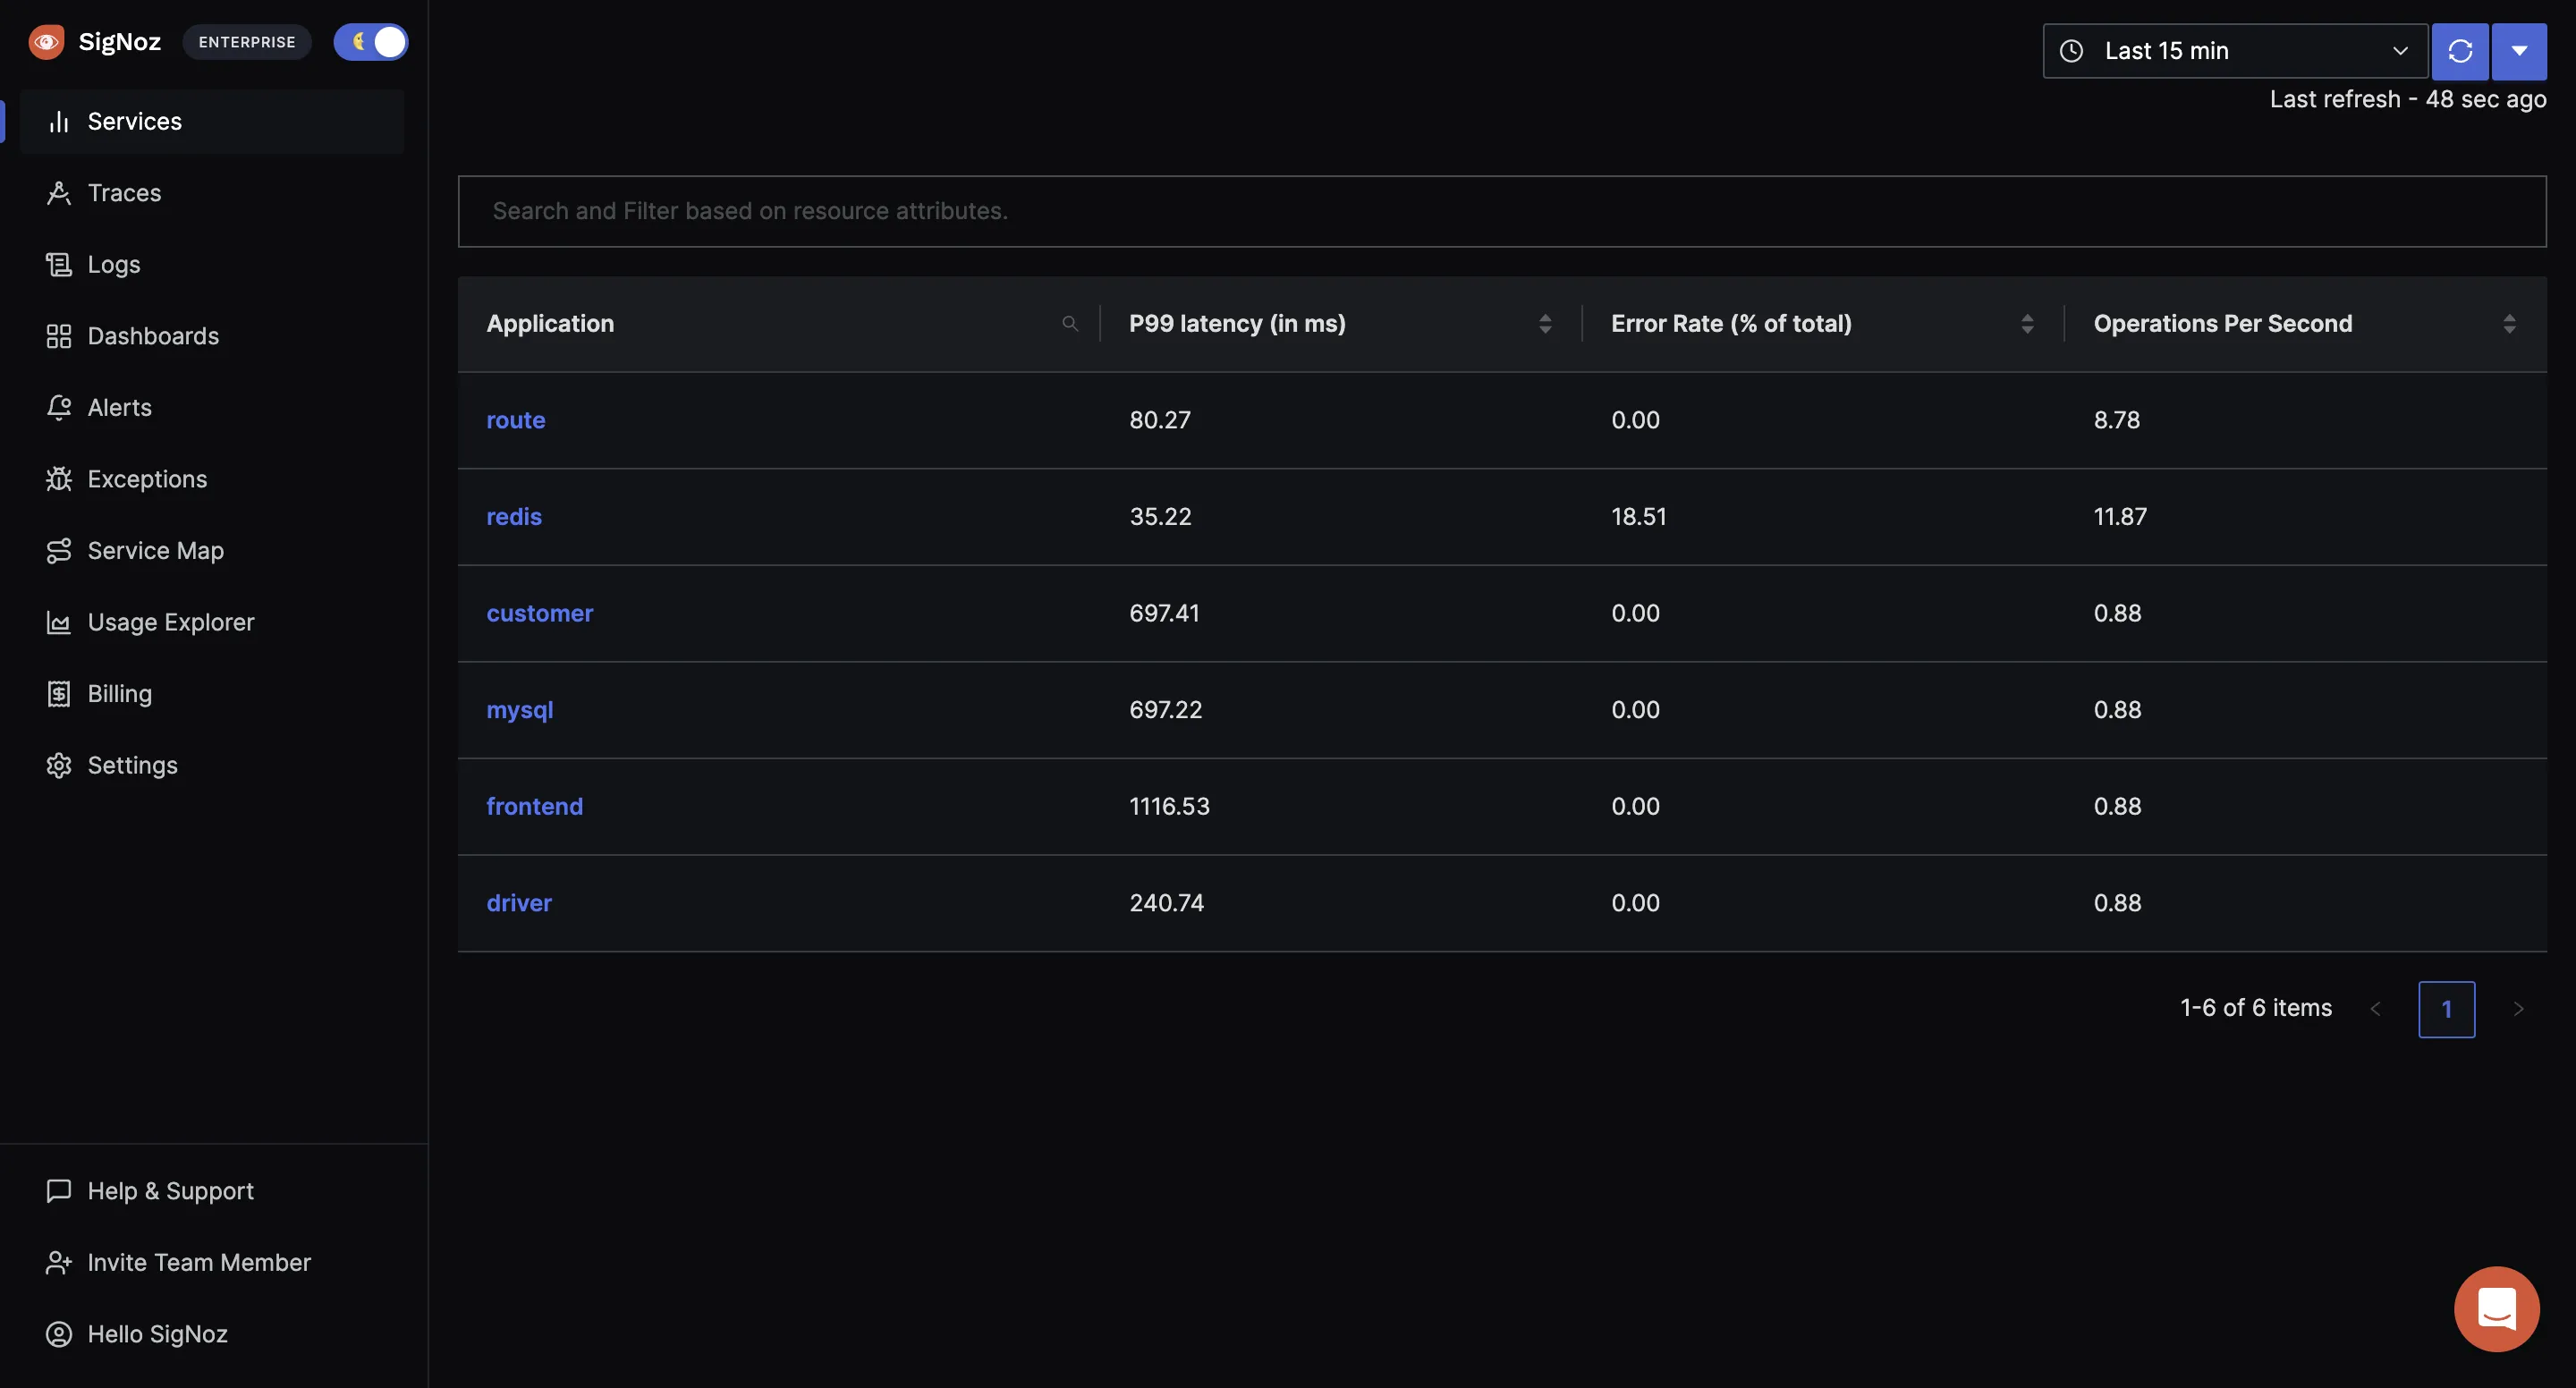 SigNoz ENTERPRISE
Services
Traces
Logs
Dashboards
Alerts
Exceptions
Service Map
Usage Explorer
Billing
Settings
Help & Support
Invite Team Member
Hello SigNoz
Last 15 min
Last refresh - 48 sec ago
Search and Filter based on resource attributes.
Application P99 latency (in ms) Error Rate (% of total) Operations Per Second
route 80.27 0.00 8.78
redis 35.22 18.51 11.87
customer 697.41 0.00 0.88
mysql 697.22 0.00 0.88
frontend 1116.53 0.00 0.88
driver 240.74 0.00 0.88
1-6 of 6 items 1